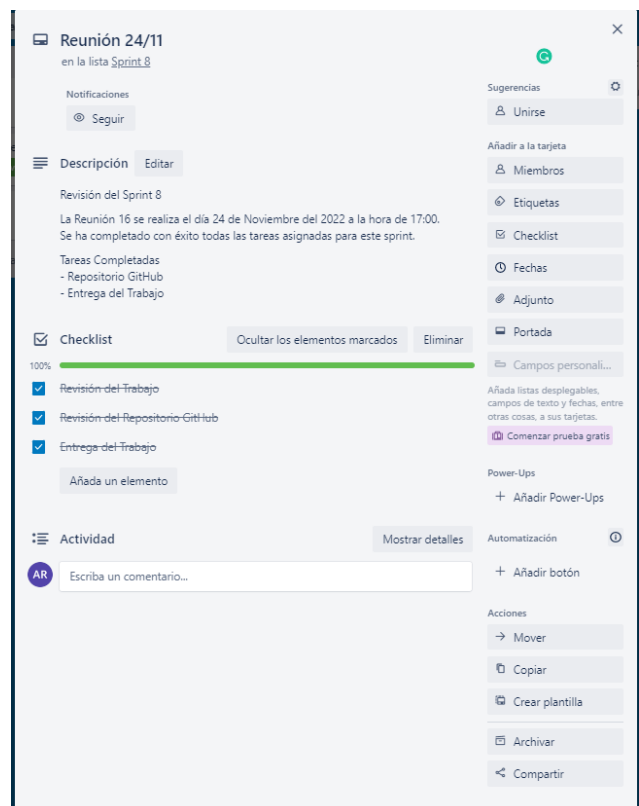 Reunión 24/11
en la lista Sprint 8
Notificaciones
Seguir
Descripción
Editar
Revisión del Sprint 8
La Reunión 16 se realiza el día 24 de Noviembre del 2022 a la hora de 17:00.
Se ha completado con éxito todas las tareas asignadas para este sprint.
Tareas Completadas
- Repositorio GitHub
- Entrega del Trabajo
Checklist
Ocultar los elementos marcados
Eliminar
100%
Revisión del Trabajo
Revisión del Repositorio GitHub
Entrega del Trabajo
Añada un elemento
Actividad
Mostrar detalles
AR
Escriba un comentario...
Sugerencias
Unirse
Añadir a la tarjeta
Miembros
Etiquetas
Checklist
Fechas
Adjunto
Portada
Campos personali...
Añada listas desplegables,
campos de texto y fechas, entre
otras cosas, a sus tarjetas.
Comenzar prueba gratis
Power-Ups
+ Añadir Power-Ups
Automatización
+ Añadir botón
Acciones
Mover
Copiar
Crear plantilla
Archivar
Compartir